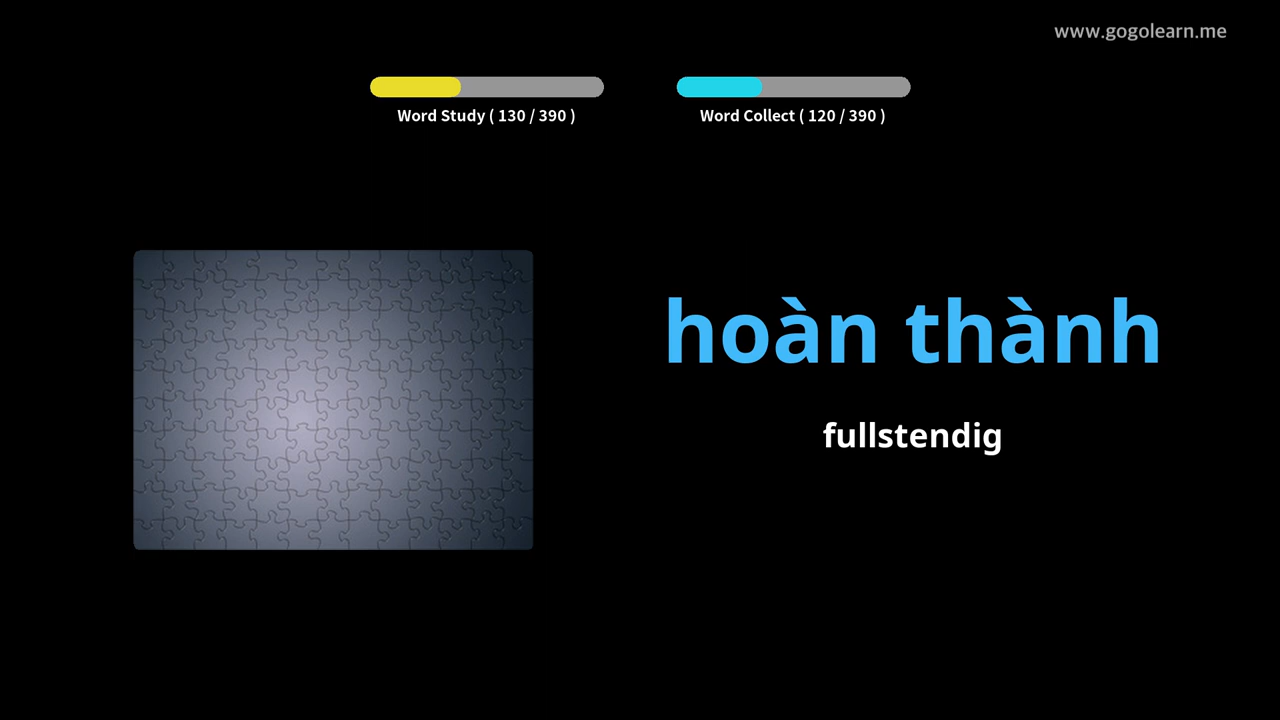 www.gogolearn.me
Word Study ( 130 / 390 )
Word Collect ( 120 / 390 )
hoàn thành
fullstendig